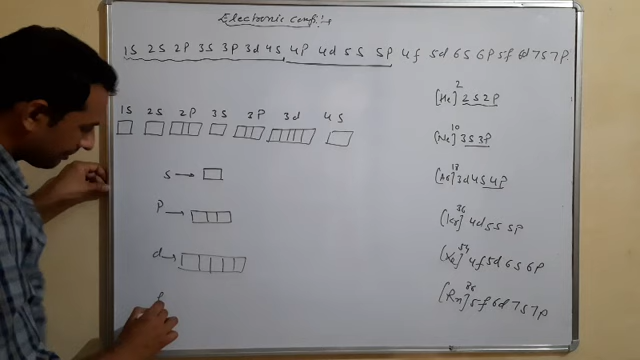 Electronic Config:
1S 2S 2P 3S 3P 3d 4S 4P 4d 5S 5P 4f 5d 6S 6P 5f 6d 7S 7P
1S 2S 2P 3S 3P 3d 4S
[He]² 2S 2P
[Ne]¹⁰ 3S 3P
[Ar]¹⁸ 3d 4S 4P
[Kr]³⁶ 4d 5S 5P
[Xe]⁵⁴ 4f 5d 6S 6P
[Rn]⁸⁶ 5f 6d 7S 7P
S →
P →
d →
f